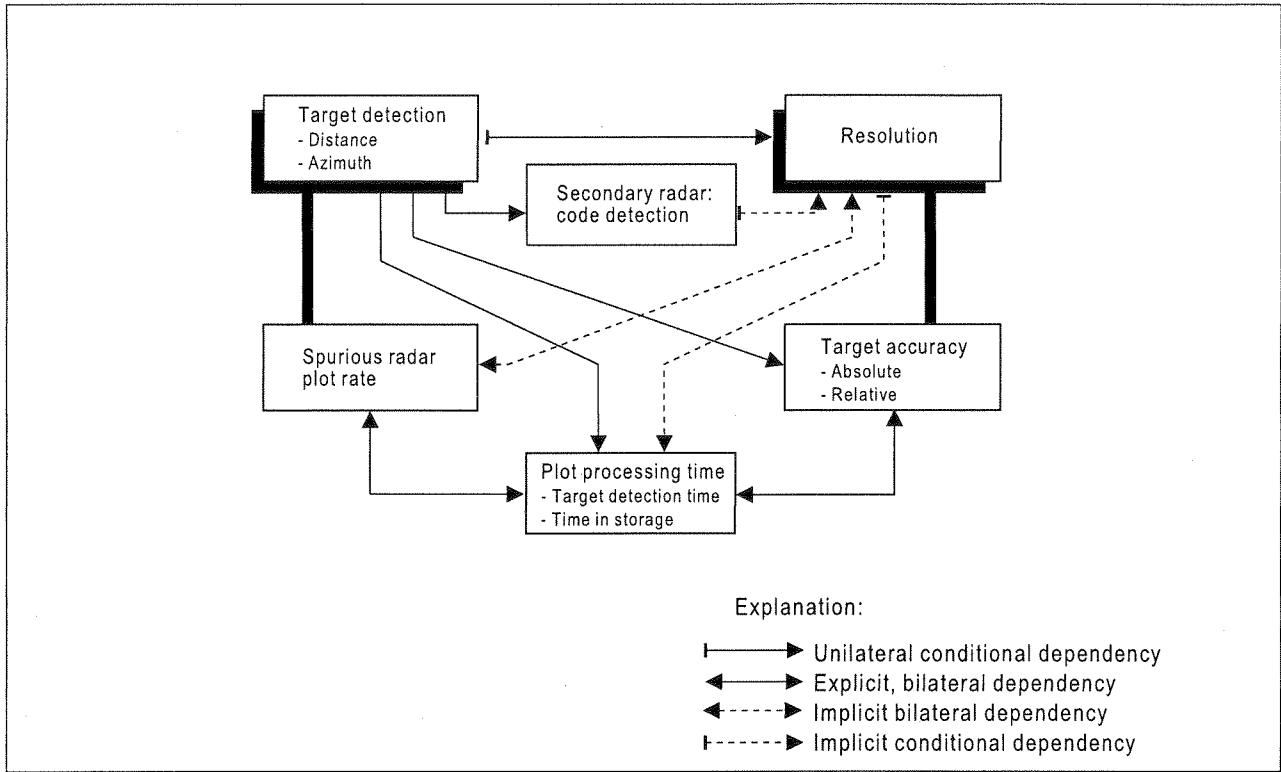 Target detection
- Distance
- Azimuth
Resolution
Secondary radar:
code detection
Spurious radar
plot rate
Target accuracy
- Absolute
- Relative
Plot processing time
- Target detection time
- Time in storage
Explanation:
Unilateral conditional dependency
Explicit, bilateral dependency
Implicit bilateral dependency
Implicit conditional dependency